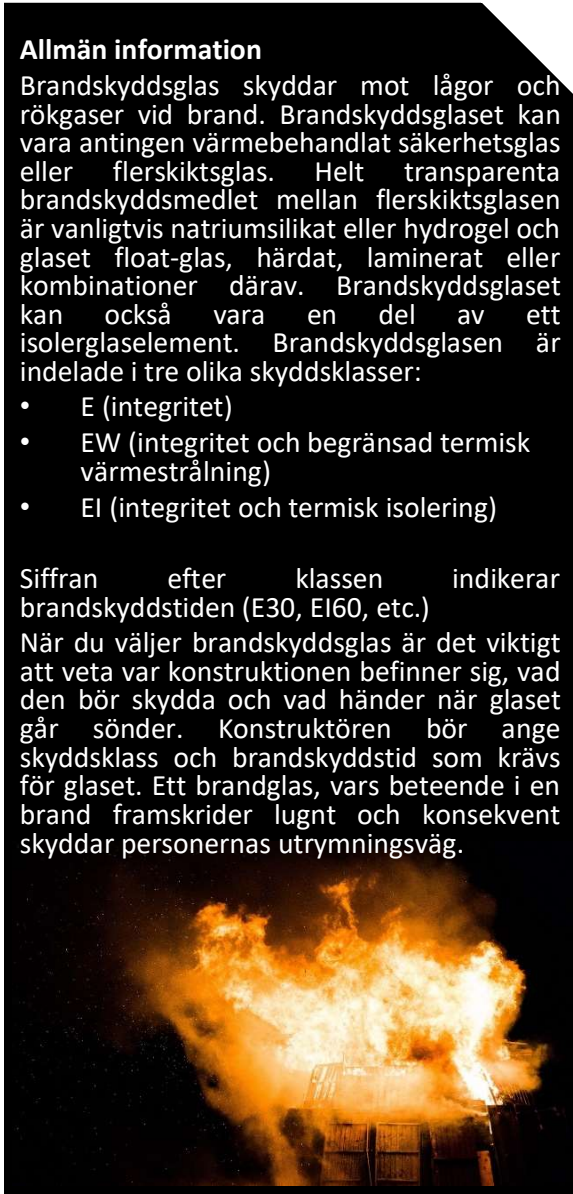 Allmän information
Brandskyddsglas skyddar mot lågor och
rökgaser vid brand. Brandskyddsglaset kan
vara antingen värmebehandlat säkerhetsglas
eller flerskiktsglas. Helt transparenta
brandskyddsmedlet mellan flerskiktsglasen
är vanligtvis natriumsilikat eller hydrogel och
glaset float-glas, härdat, laminerat eller
kombinationer därav. Brandskyddsglaset
kan också vara en del av ett
isolerglaselement. Brandskyddsglasen är
indelade i tre olika skyddsklasser:
• E (integritet)
• EW (integritet och begränsad termisk
värmestrålning)
• EI (integritet och termisk isolering)
Siffran efter klassen indikerar
brandskyddstiden (E30, EI60, etc.)
När du väljer brandskyddsglas är det viktigt
att veta var konstruktionen befinner sig, vad
den bör skydda och vad händer när glaset
går sönder. Konstruktören bör ange
skyddsklass och brandskyddstid som krävs
för glaset. Ett brandglas, vars beteende i en
brand framskrider lugnt och konsekvent
skyddar personernas utrymningsväg.